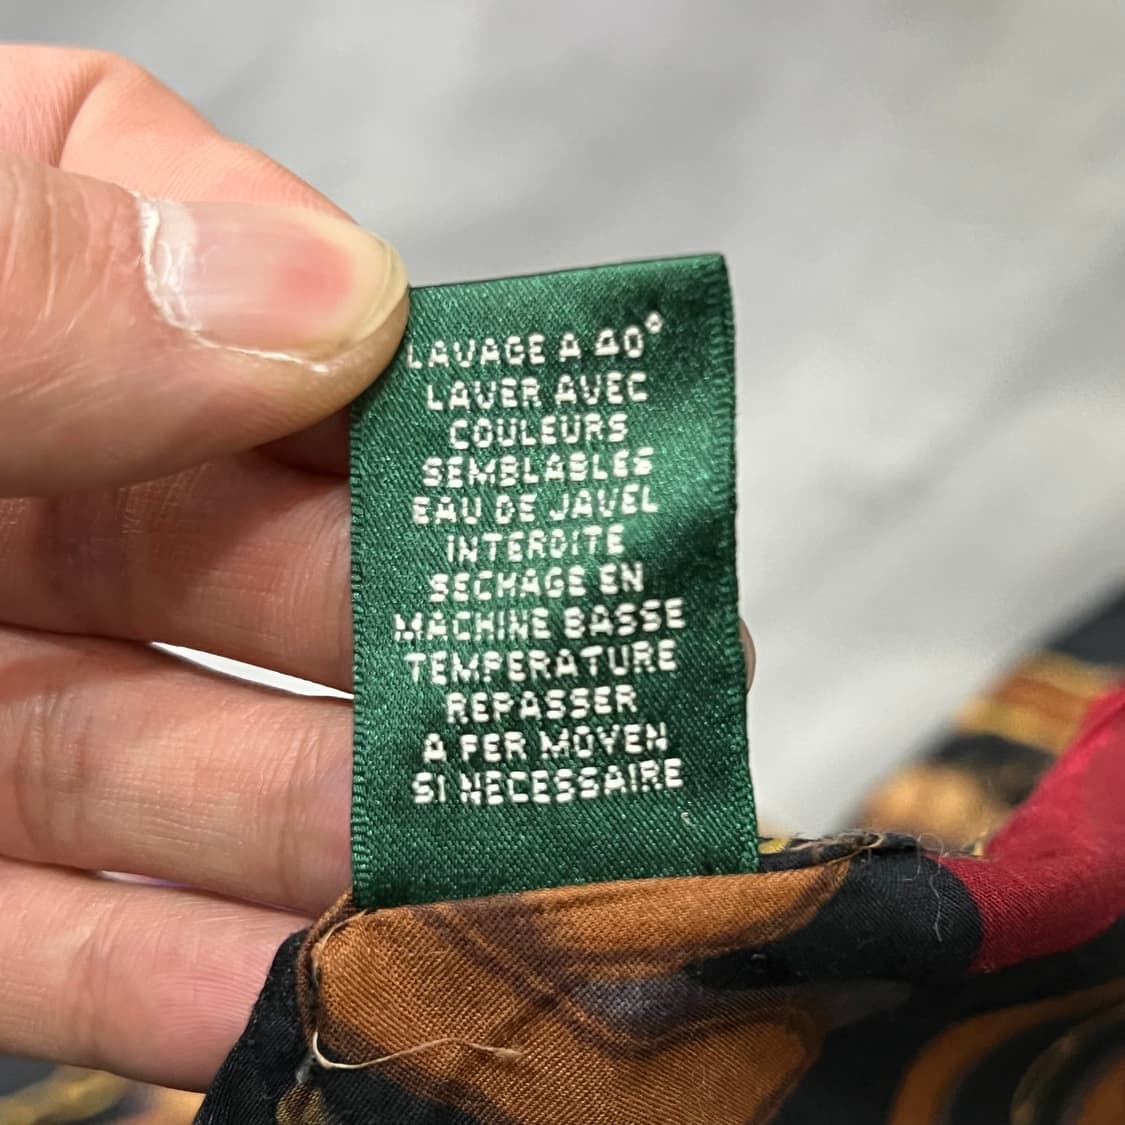 LAVAGE A 40°
LAVER AVEC
COULEURS
SEMBLABLES
EAU DE JAVEL
INTERDITE
SECHAGE EN
MACHINE BASSE
TEMPERATURE
REPASSER
A FER MOYEN
SI NECESSAIRE